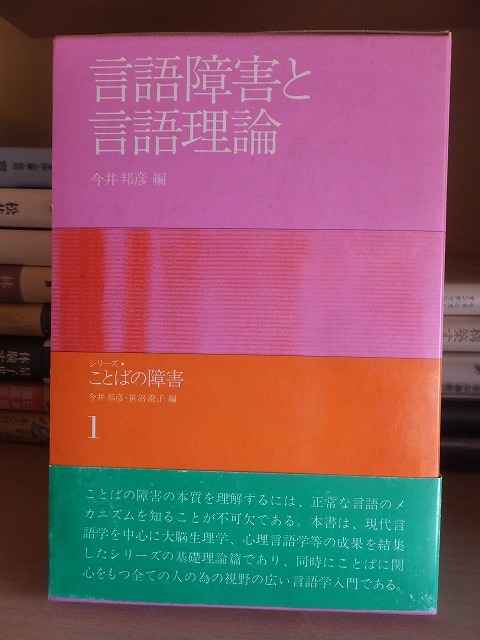 言語障害と
言語理論
今井邦彦 編
シリーズ・
ことばの障害
今井邦彦・笹沼澄子 編
1
ことばの障害の本質を理解するには、正常な言語のメ
カニズムを知ることが不可欠である。本書は、現代言
語学を中心に大脳生理学、心理言語学等の成果を結集
したシリーズの基礎理論篇であり、同時にことばに関
心をもつ全ての人の為の視野の広い言語学入門である。